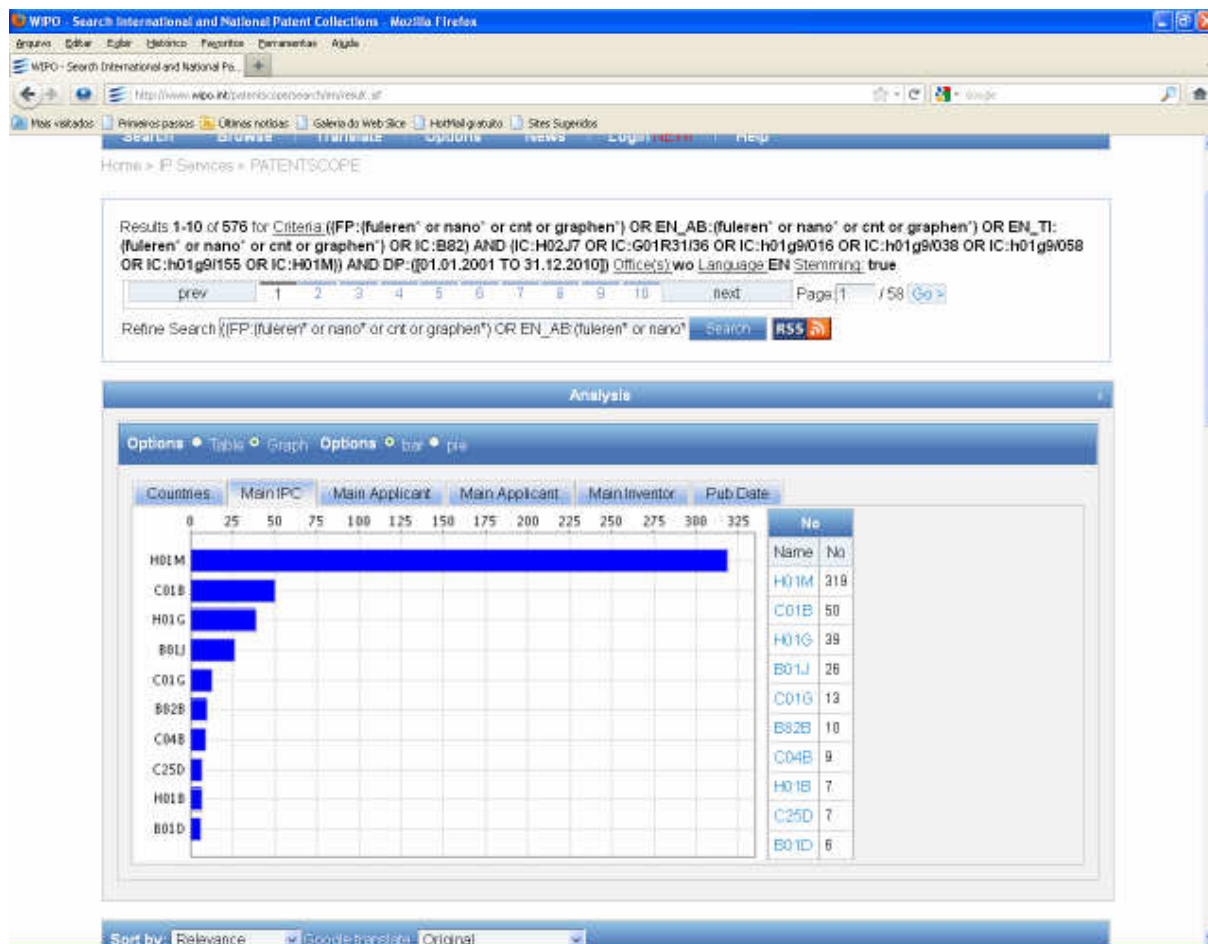 WIPO - Search International and National Patent Collections - Mozilla Firefox
Arquivo Editar Exibir Histórico Favoritos Ferramentas Ajuda
WIPO - Search International and National Pa... +
http://www.wipo.int/patentscope/search/en/result.jsf
Google
Mais visitados Primeiros passos Últimas notícias Galeria do Web Slice HotMail gratuito Sites Sugeridos
Search Browse Translate Options News Login NEW! Help
Home » IP Services » PATENTSCOPE
Results 1-10 of 576 for Criteria:((FP:(fuleren* or nano* or cnt or graphen*) OR EN_AB:(fuleren* or nano* or cnt or graphen*) OR EN_TI:
(fuleren* or nano* or cnt or graphen*) OR IC:B82) AND (IC:H02J7 OR IC:G01R31/36 OR IC:h01g9/016 OR IC:h01g9/038 OR IC:h01g9/058
OR IC:h01g9/155 OR IC:H01M)) AND DP:([01.01.2001 TO 31.12.2010]) Office(s):wo Language:EN Stemming: true
prev 1 2 3 4 5 6 7 8 9 10 next Page 1 / 58 Go >
Refine Search ((FP:(fuleren* or nano* or cnt or graphen*) OR EN_AB:(fuleren* or nano* Search RSS
Analysis
Options Table Graph Options bar pie
Countries Main IPC Main Applicant Main Applicant Main Inventor Pub Date
0 25 50 75 100 125 150 175 200 225 250 275 300 325
H01M
C01B
H01G
B01J
C01G
B82B
C04B
C25D
H01B
B01D
No
Name No
H01M 319
C01B 50
H01G 39
B01J 26
C01G 13
B82B 10
C04B 9
H01B 7
C25D 7
B01D 6
Sort by: Relevance Google translate: Original